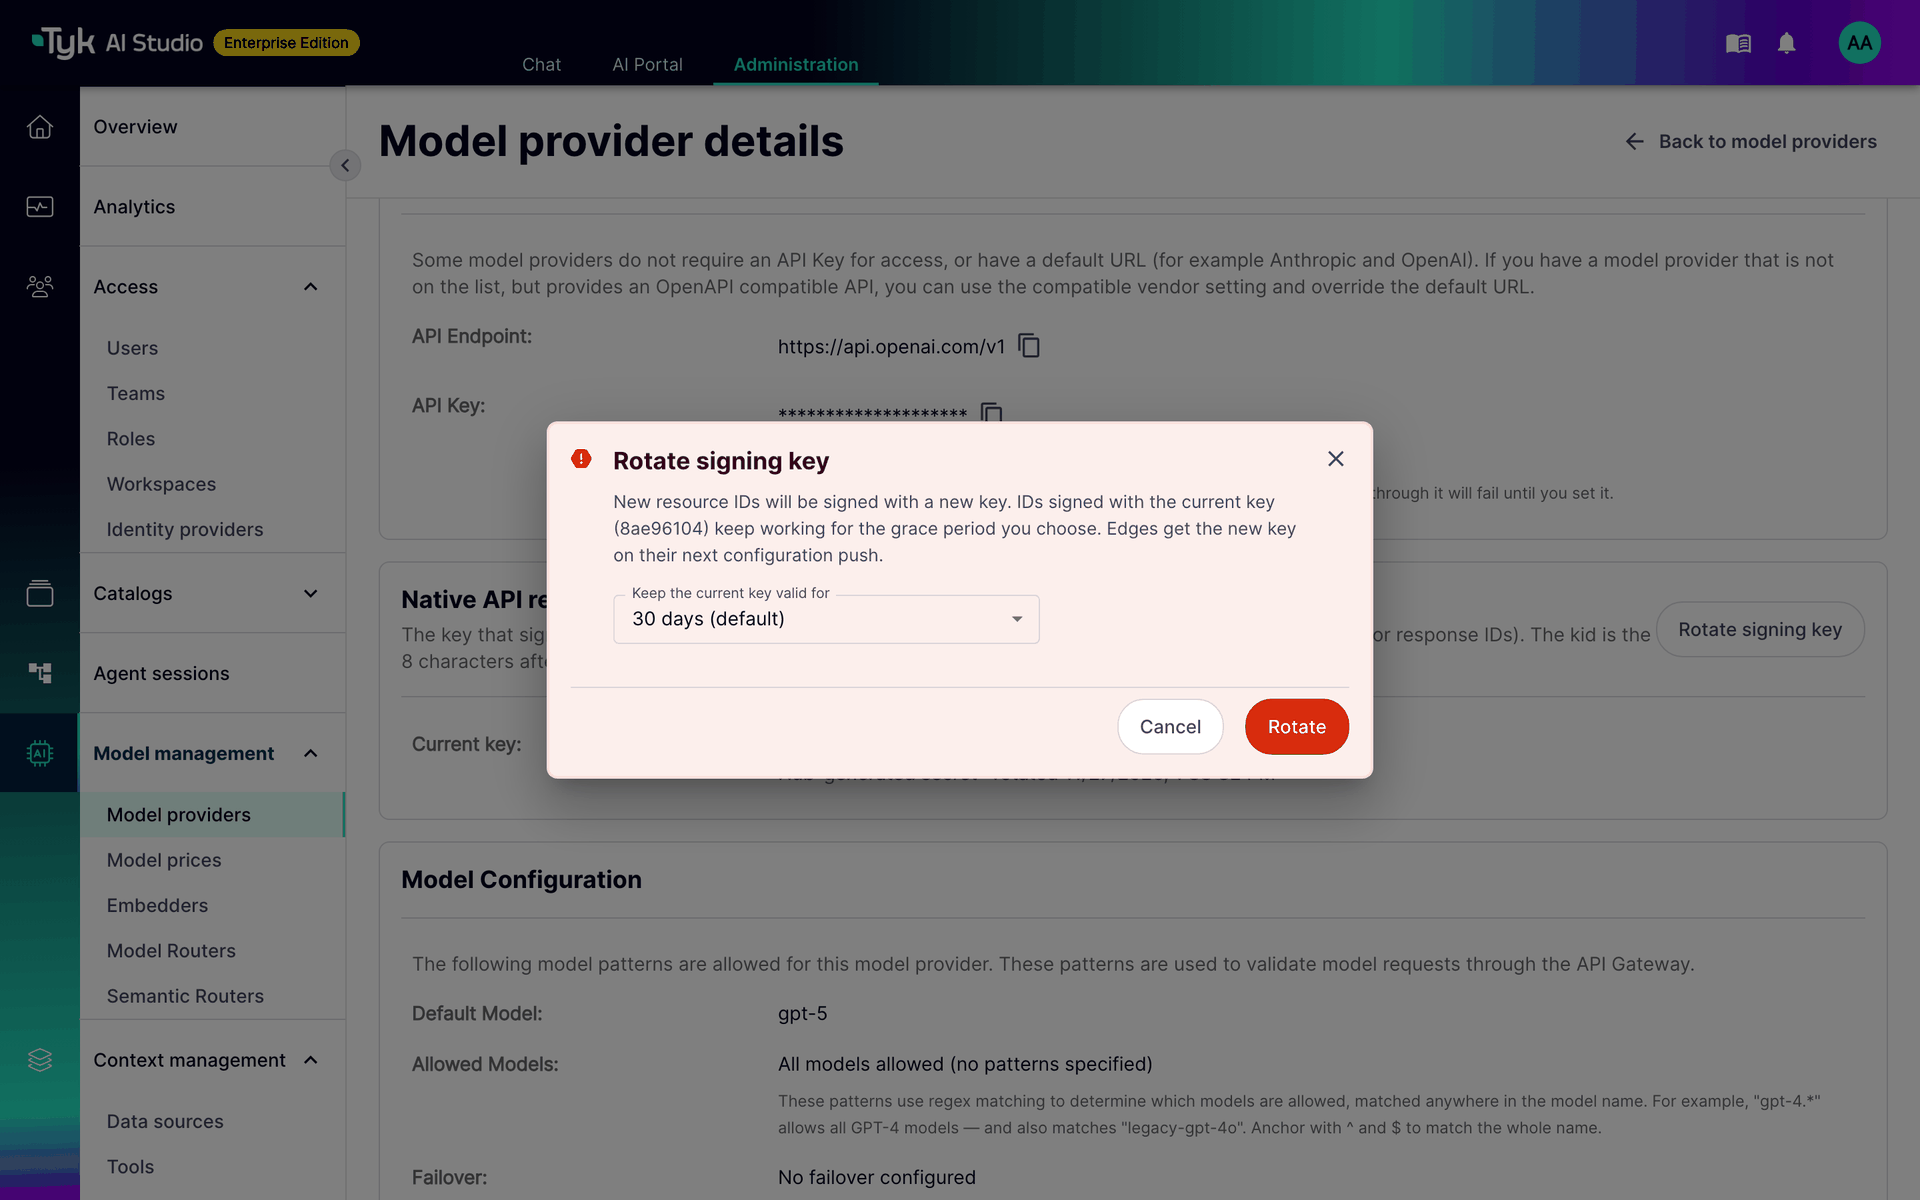 Tyk AI Studio Enterprise Edition
Chat
AI Portal
Administration
AA
Overview
Analytics
Access
Users
Teams
Roles
Workspaces
Identity providers
Catalogs
Agent sessions
Model management
Model providers
Model prices
Embedders
Model Routers
Semantic Routers
Context management
Data sources
Tools
Model provider details
Back to model providers
Some model providers do not require an API Key for access, or have a default URL (for example Anthropic and OpenAI). If you have a model provider that is not
on the list, but provides an OpenAPI compatible API, you can use the compatible vendor setting and override the default URL.
API Endpoint:
https://api.openai.com/v1
API Key:
********************
through it will fail until you set it.
Rotate signing key
New resource IDs will be signed with a new key. IDs signed with the current key
(8ae96104) keep working for the grace period you choose. Edges get the new key
on their next configuration push.
Keep the current key valid for
30 days (default)
Cancel
Rotate
Native API
The key that
or response IDs). The kid is the
8 characters
Rotate signing key
Current key:
Model Configuration
The following model patterns are allowed for this model provider. These patterns are used to validate model requests through the API Gateway.
Default Model:
gpt-5
Allowed Models:
All models allowed (no patterns specified)
These patterns use regex matching to determine which models are allowed, matched anywhere in the model name. For example, "gpt-4.*"
allows all GPT-4 models — and also matches "legacy-gpt-4o". Anchor with ^ and $ to match the whole name.
Failover:
No failover configured